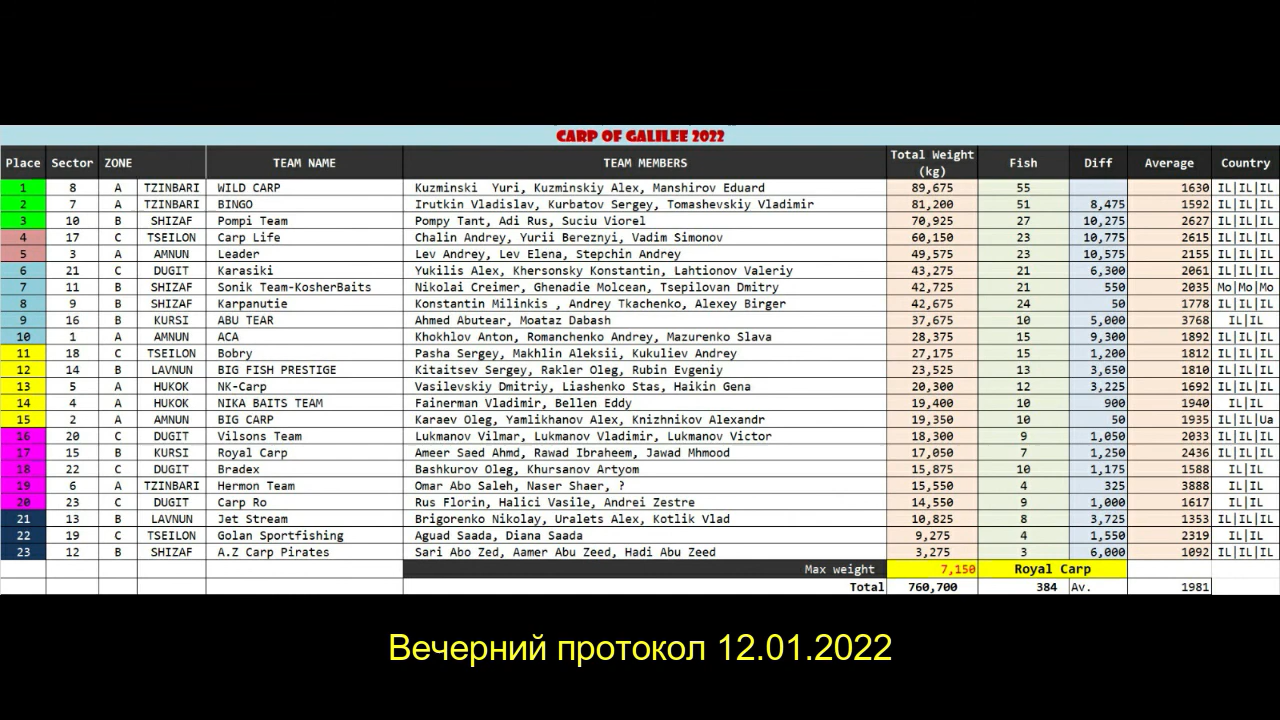 CARP OF GALILEE 2022
Place Sector ZONE TEAM NAME TEAM MEMBERS Total Weight (kg) Fish Diff Average Country
1 8 A TZINBARI WILD CARP Kuzminski Yuri, Kuzminskiy Alex, Manshirov Eduard 89,675 55 1630 IL|IL|IL
2 7 A TZINBARI BINGO Irutkin Vladislav, Kurbatov Sergey, Tomashevskiy Vladimir 81,200 51 8,475 1592 IL|IL|IL
3 10 B SHIZAF Pompi Team Pompy Tant, Adi Rus, Suciu Viorel 70,925 27 10,275 2627 IL|IL|IL
4 17 C TSEILON Carp Life Chalin Andrey, Yurii Bereznyi, Vadim Simonov 60,150 23 10,775 2615 IL|IL|IL
5 3 A AMNUN Leader Lev Andrey, Lev Elena, Stepchin Andrey 49,575 23 10,575 2155 IL|IL|IL
6 21 C DUGIT Karasiki Yukilis Alex, Khersonsky Konstantin, Lahtionov Valeriy 43,275 21 6,300 2061 IL|IL|IL
7 11 B SHIZAF Sonik Team-KosherBaits Nikolai Creimer, Ghenadie Molcean, Tsepilovan Dmitry 42,725 21 550 2035 Mo|Mo|Mo
8 9 B SHIZAF Karpanutie Konstantin Milinkis , Andrey Tkachenko, Alexey Birger 42,675 24 50 1778 IL|IL|IL
9 16 B KURSI ABU TEAR Ahmed Abutear, Moataz Dabash 37,675 10 5,000 3768 IL|IL
10 1 A AMNUN ACA Khokhlov Anton, Romanchenko Andrey, Mazurenko Slava 28,375 15 9,300 1892 IL|IL|IL
11 18 C TSEILON Bobry Pasha Sergey, Makhlin Aleksii, Kukuliev Andrey 27,175 15 1,200 1812 IL|IL|IL
12 14 B LAVNUN BIG FISH PRESTIGE Kitaitsev Sergey, Rakler Oleg, Rubin Evgeniy 23,525 13 3,650 1810 IL|IL|IL
13 5 A HUKOK NK-Carp Vasilevskiy Dmitriy, Liashenko Stas, Haikin Gena 20,300 12 3,225 1692 IL|IL|IL
14 4 A HUKOK NIKA BAITS TEAM Fainerman Vladimir, Bellen Eddy 19,400 10 900 1940 IL|IL
15 2 A AMNUN BIG CARP Karaev Oleg, Yamlikhanov Alex, Knizhnikov Alexandr 19,350 10 50 1935 IL|IL|Ua
16 20 C DUGIT Vilsons Team Lukmanov Vilmar, Lukmanov Vladimir, Lukmanov Victor 18,300 9 1,050 2033 IL|IL|IL
17 15 B KURSI Royal Carp Ameer Saed Ahmd, Rawad Ibraheem, Jawad Mhmood 17,050 7 1,250 2436 IL|IL|IL
18 22 C DUGIT Bradex Bashkurov Oleg, Khursanov Artyom 15,875 10 1,175 1588 IL|IL
19 6 A TZINBARI Hermon Team Omar Abo Saleh, Naser Shaer, ? 15,550 4 325 3888 IL|IL
20 23 C DUGIT Carp Ro Rus Florin, Halici Vasile, Andrei Zestre 14,550 9 1,000 1617 IL|IL
21 13 B LAVNUN Jet Stream Brigorenko Nikolay, Uralets Alex, Kotlik Vlad 10,825 8 3,725 1353 IL|IL|IL
22 19 C TSEILON Golan Sportfishing Aguad Saada, Diana Saada 9,275 4 1,550 2319 IL|IL
23 12 B SHIZAF A.Z Carp Pirates Sari Abo Zed, Aamer Abu Zeed, Hadi Abu Zeed 3,275 3 6,000 1092 IL|IL|IL
Max weight 7,150 Royal Carp
Total 760,700 384 Av. 1981
Вечерний протокол 12.01.2022